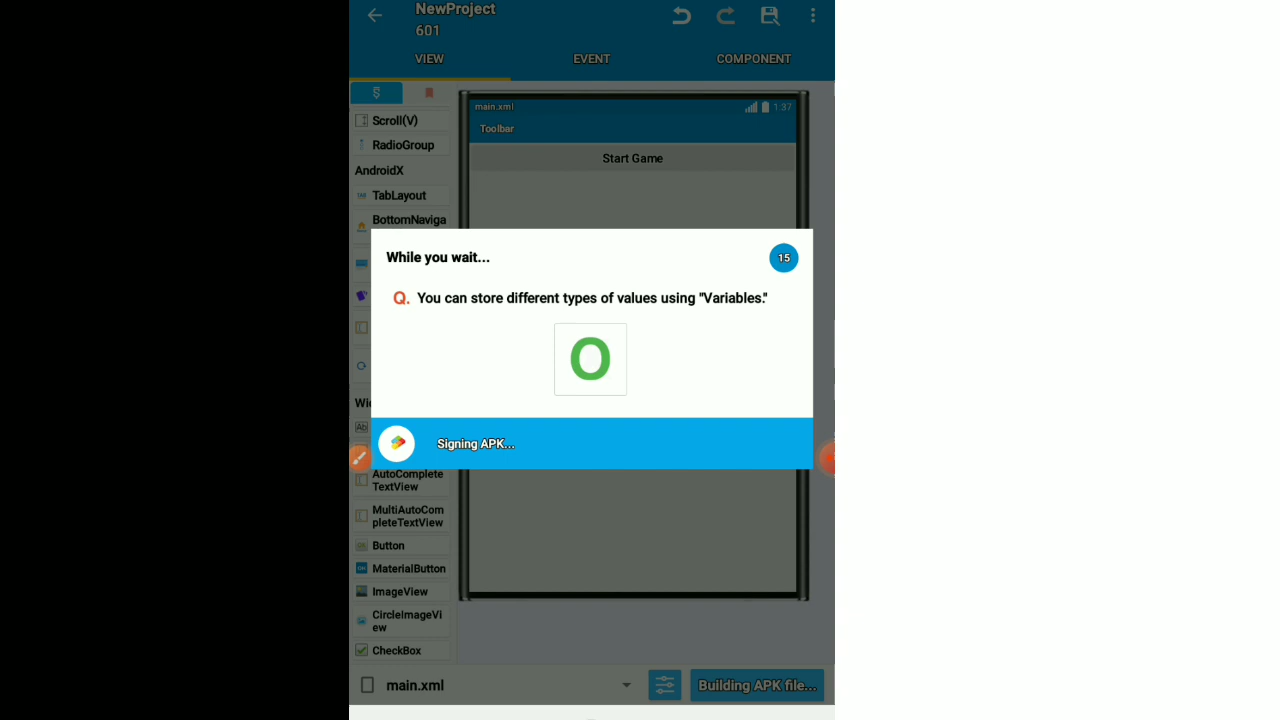 NewProject
601
VIEW
EVENT
COMPONENT
main.xml
1:37
Toolbar
Scroll(V)
RadioGroup
AndroidX
TabLayout
BottomNaviga
Start Game
While you wait...
15
Q. You can store different types of values using "Variables."
O
Signing APK...
AutoComplete
TextView
MultiAutoCom
pleteTextView
Button
MaterialButton
ImageView
CircleImageVi
ew
CheckBox
main.xml
Building APK file...